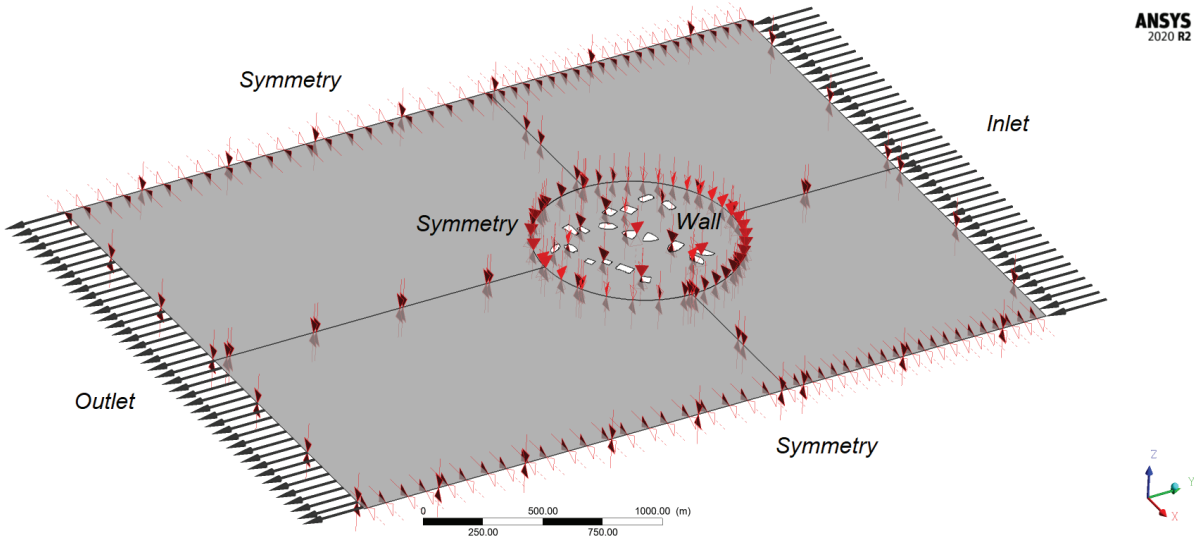 ANSYS
2020 R2
Symmetry
Inlet
Symmetry
Wall
Outlet
Symmetry
0 500.00 1000.00 (m)
250.00 750.00
Z
Y
X